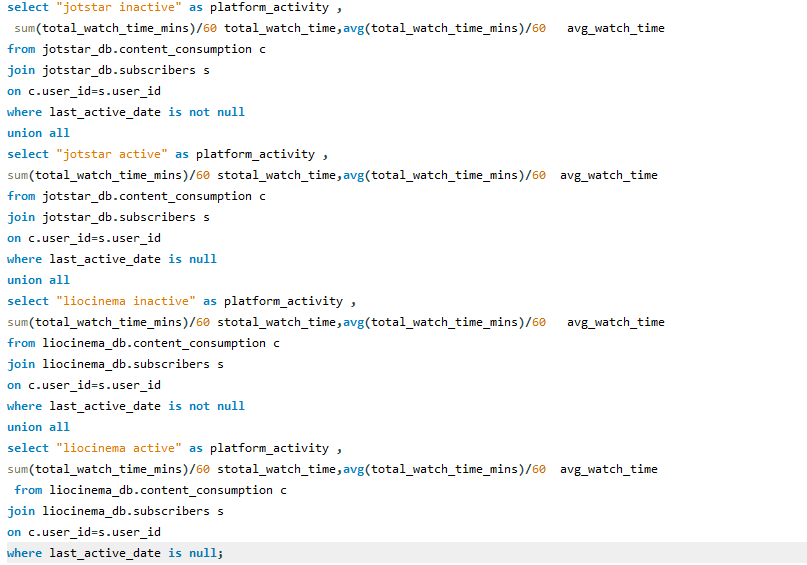 select "jotstar inactive" as platform_activity ,
sum(total_watch_time_mins)/60 total_watch_time,avg(total_watch_time_mins)/60   avg_watch_time
from jotstar_db.content_consumption c
join jotstar_db.subscribers s
on c.user_id=s.user_id
where last_active_date is not null
union all
select "jotstar active" as platform_activity ,
sum(total_watch_time_mins)/60 stotal_watch_time,avg(total_watch_time_mins)/60  avg_watch_time
from jotstar_db.content_consumption c
join jotstar_db.subscribers s
on c.user_id=s.user_id
where last_active_date is null
union all
select "liocinema inactive" as platform_activity ,
sum(total_watch_time_mins)/60 stotal_watch_time,avg(total_watch_time_mins)/60   avg_watch_time
from liocinema_db.content_consumption c
join liocinema_db.subscribers s
on c.user_id=s.user_id
where last_active_date is not null
union all
select "liocinema active" as platform_activity ,
sum(total_watch_time_mins)/60 stotal_watch_time,avg(total_watch_time_mins)/60  avg_watch_time
from liocinema_db.content_consumption c
join liocinema_db.subscribers s
on c.user_id=s.user_id
where last_active_date is null;